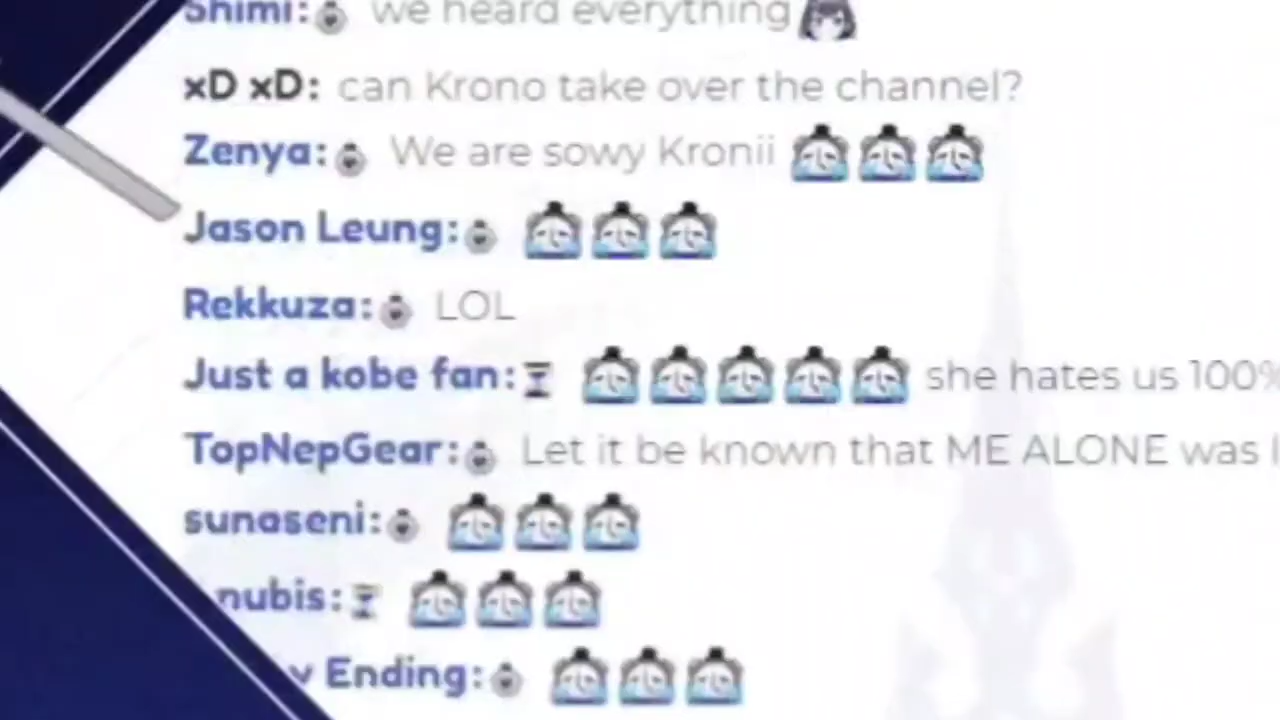 Shimi: we heard everything
xD xD: can Krono take over the channel?
Zenya: We are sowy Kronii
Jason Leung:
Rekkuza: LOL
Just a kobe fan: she hates us 100%
TopNepGear: Let it be known that ME ALONE was
sunaseni:
nubis:
Ending: